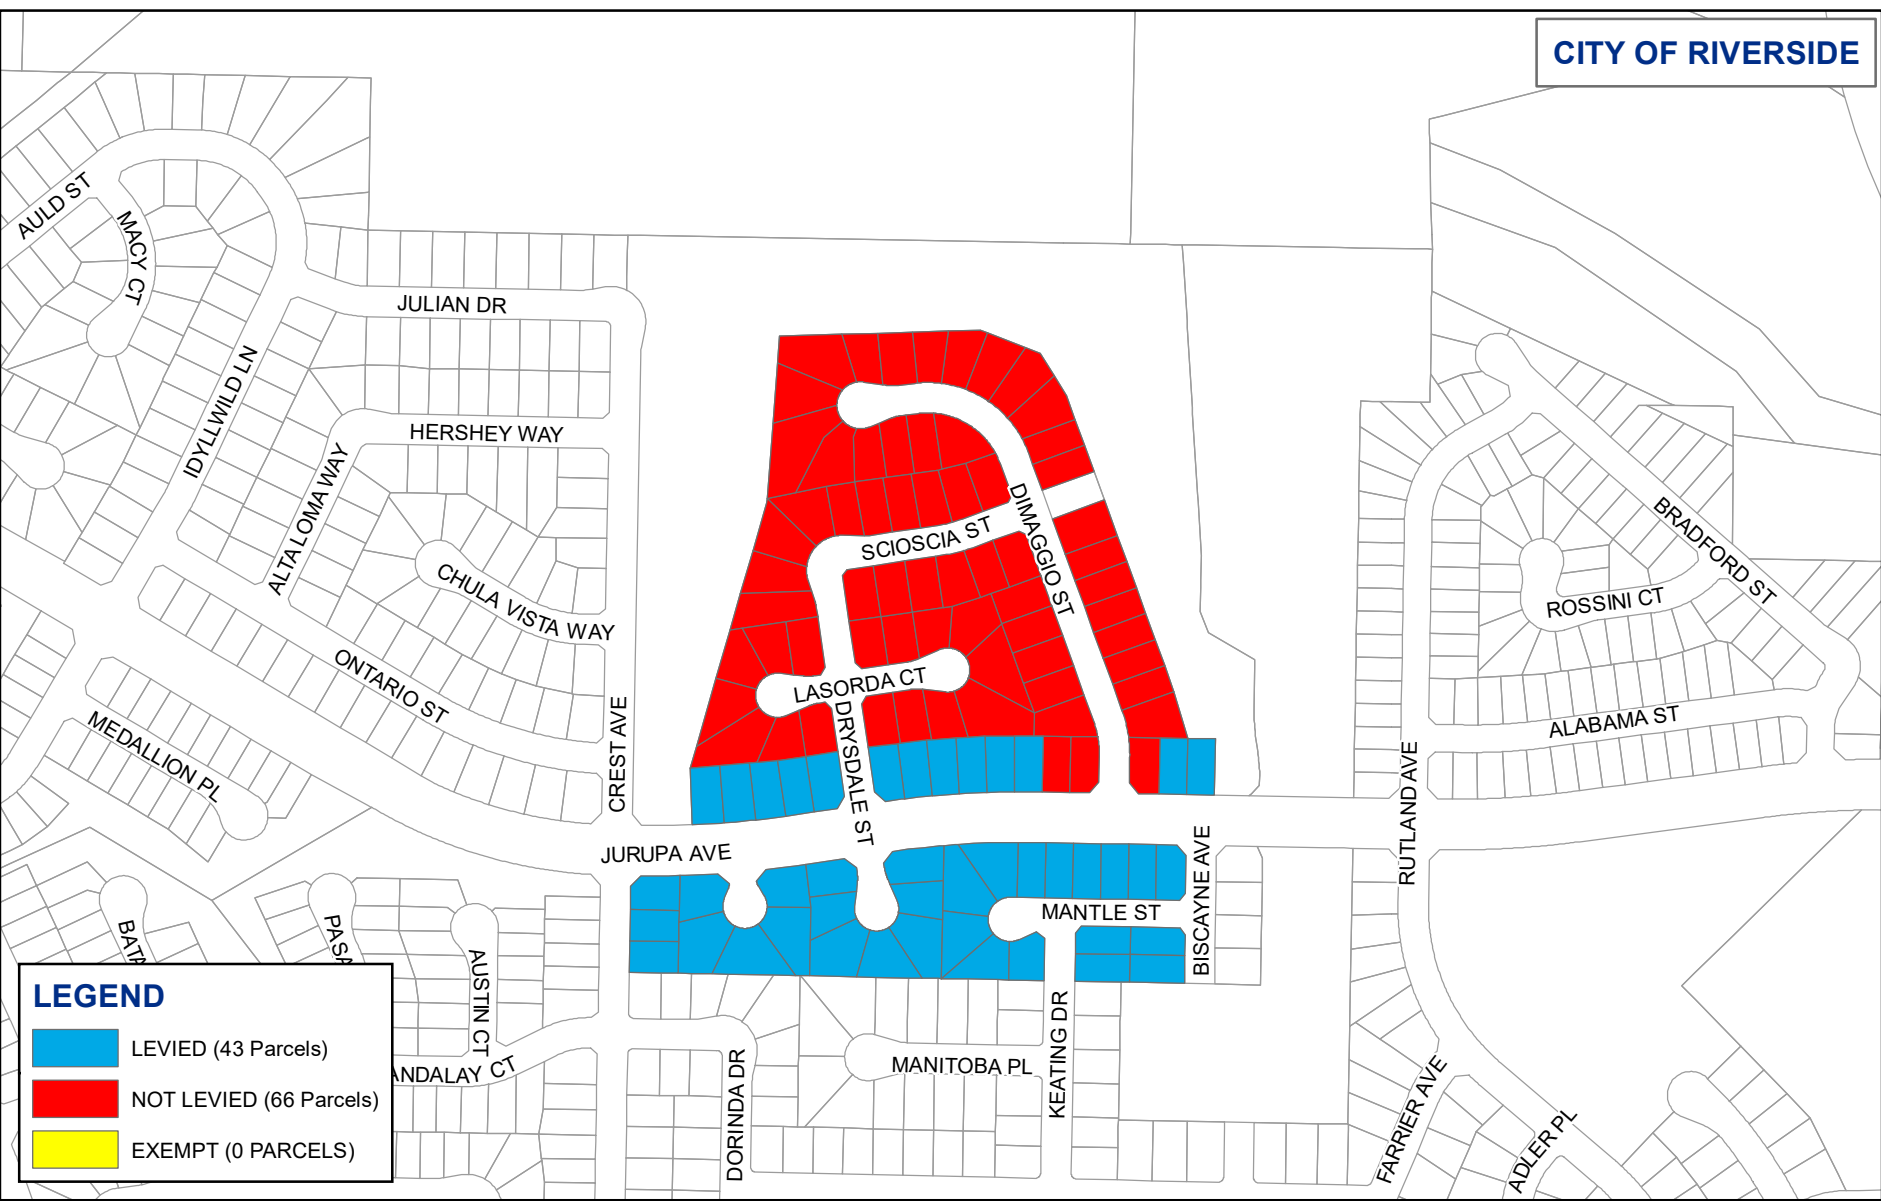 CITY OF RIVERSIDE
AULD ST
MACY CT
JULIAN DR
IDYLLWILD LN
HERSHEY WAY
ALTA LOMA WAY
CHULA VISTA WAY
ONTARIO ST
MEDALLION PL
CREST AVE
SCIOSCIA ST
DIMAGGIO ST
LASORDA CT
DRYSDALE ST
JURUPA AVE
BRADFORD ST
ROSSINI CT
ALABAMA ST
RUTLAND AVE
BISCAYNE AVE
MANTLE ST
KEATING DR
MANITOBA PL
DORINDA DR
AUSTIN CT
PASA
BATA
ANDALAY CT
FARRIER AVE
ADLER PL
LEGEND
LEVIED (43 Parcels)
NOT LEVIED (66 Parcels)
EXEMPT (0 PARCELS)